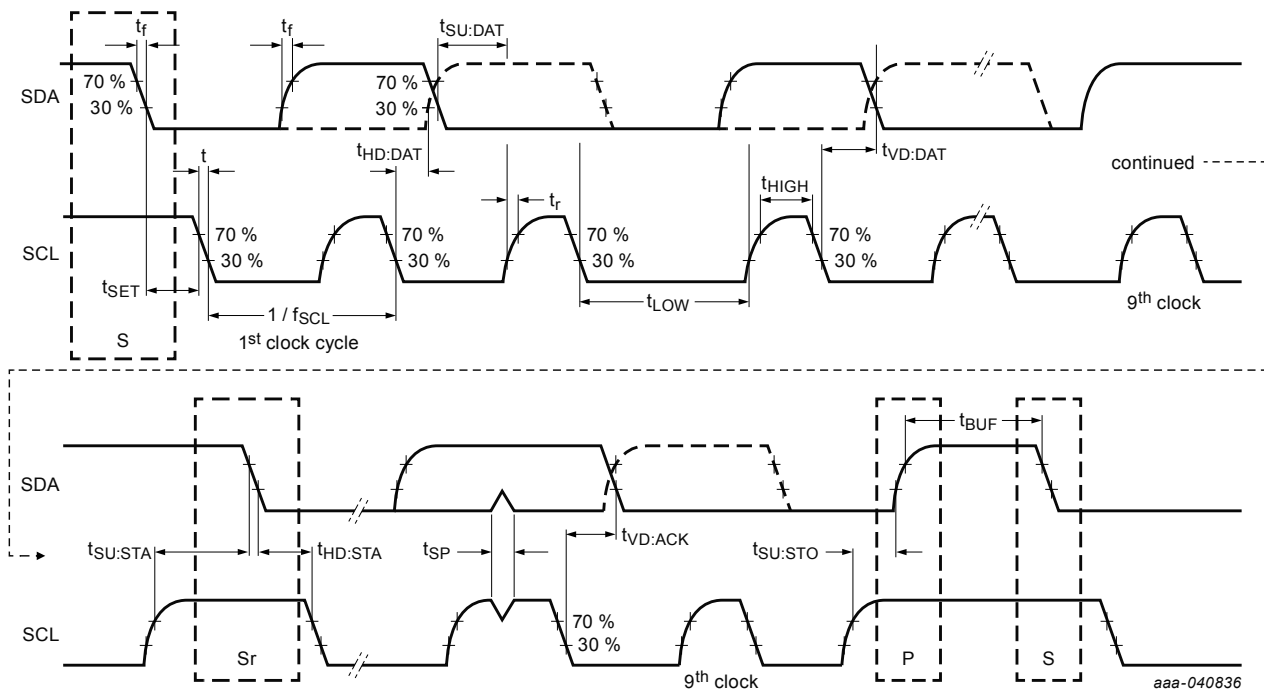 tf
tf
tSU:DAT
70 %
30 %
70 %
30 %
SDA
t
tHD:DAT
tVD:DAT
continued
tr
tHIGH
70 %
30 %
70 %
30 %
70 %
30 %
70 %
30 %
SCL
tSET
tLOW
1 / fSCL
9th clock
S
1st clock cycle
tBUF
SDA
tSU:STA
tHD:STA
tSP
tVD:ACK
tSU:STO
70 %
30 %
SCL
Sr
P
S
9th clock
aaa-040836